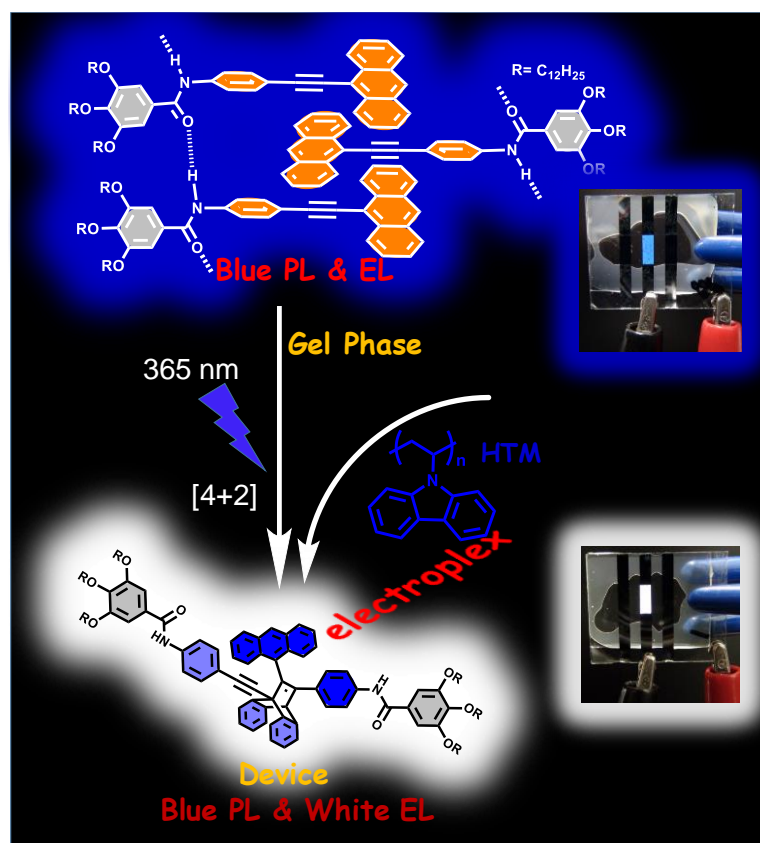 R= C12H25
RO
RO
RO
H
N
O
H
N
O
RO
RO
RO
O
N
H
OR
OR
OR
Blue PL & EL
Gel Phase
365 nm
[4+2]
n HTM
N
electroplex
RO
RO
RO
O
HN
H
N
O
OR
OR
OR
Device
Blue PL & White EL